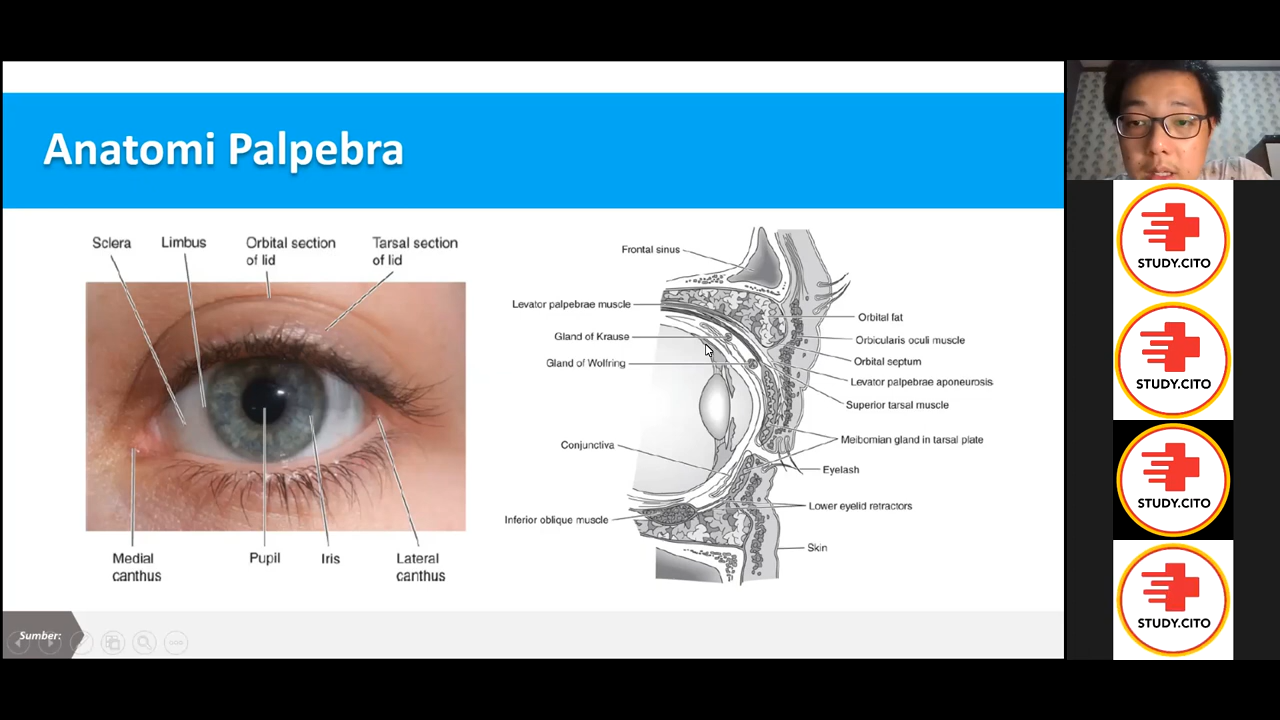 Anatomi Palpebra
Sclera
Limbus
Orbital section
of lid
Tarsal section
of lid
Medial
canthus
Pupil
Iris
Lateral
canthus
Frontal sinus
Levator palpebrae muscle
Gland of Krause
Gland of Wolfring
Conjunctiva
Inferior oblique muscle
Orbital fat
Orbicularis oculi muscle
Orbital septum
Levator palpebrae aponeurosis
Superior tarsal muscle
Meibomian gland in tarsal plate
Eyelash
Lower eyelid retractors
Skin
Sumber:
STUDY.CITO
STUDY.CITO
STUDY.CITO
STUDY.CITO